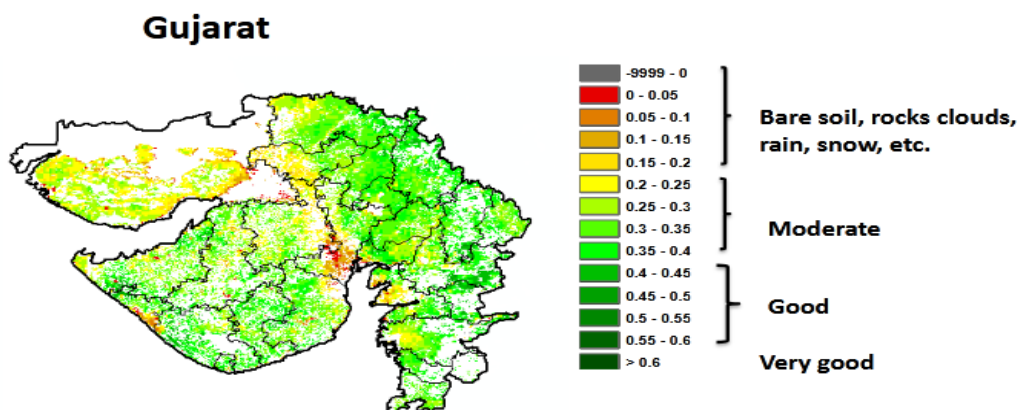 Gujarat
-9999 - 0
0 - 0.05
0.05 - 0.1
0.1 - 0.15
0.15 - 0.2
0.2 - 0.25
0.25 - 0.3
0.3 - 0.35
0.35 - 0.4
0.4 - 0.45
0.45 - 0.5
0.5 - 0.55
0.55 - 0.6
> 0.6
Bare soil, rocks clouds,
rain, snow, etc.
Moderate
Good
Very good